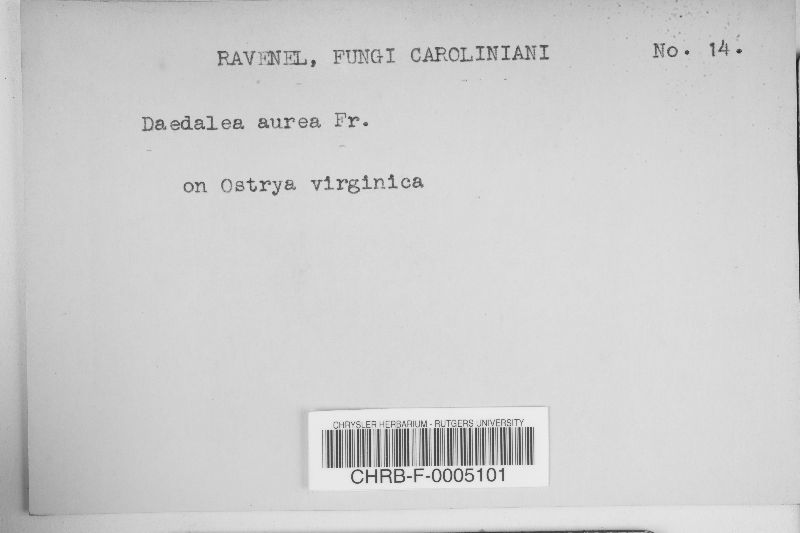 RAVENEL, FUNGI CAROLINIANI No. 14.
Daedalea aurea Fr.
on Ostrya virginica
CHRYSLER HERBARIUM - RUTGERS UNIVERSITY
CHRB-F-0005101